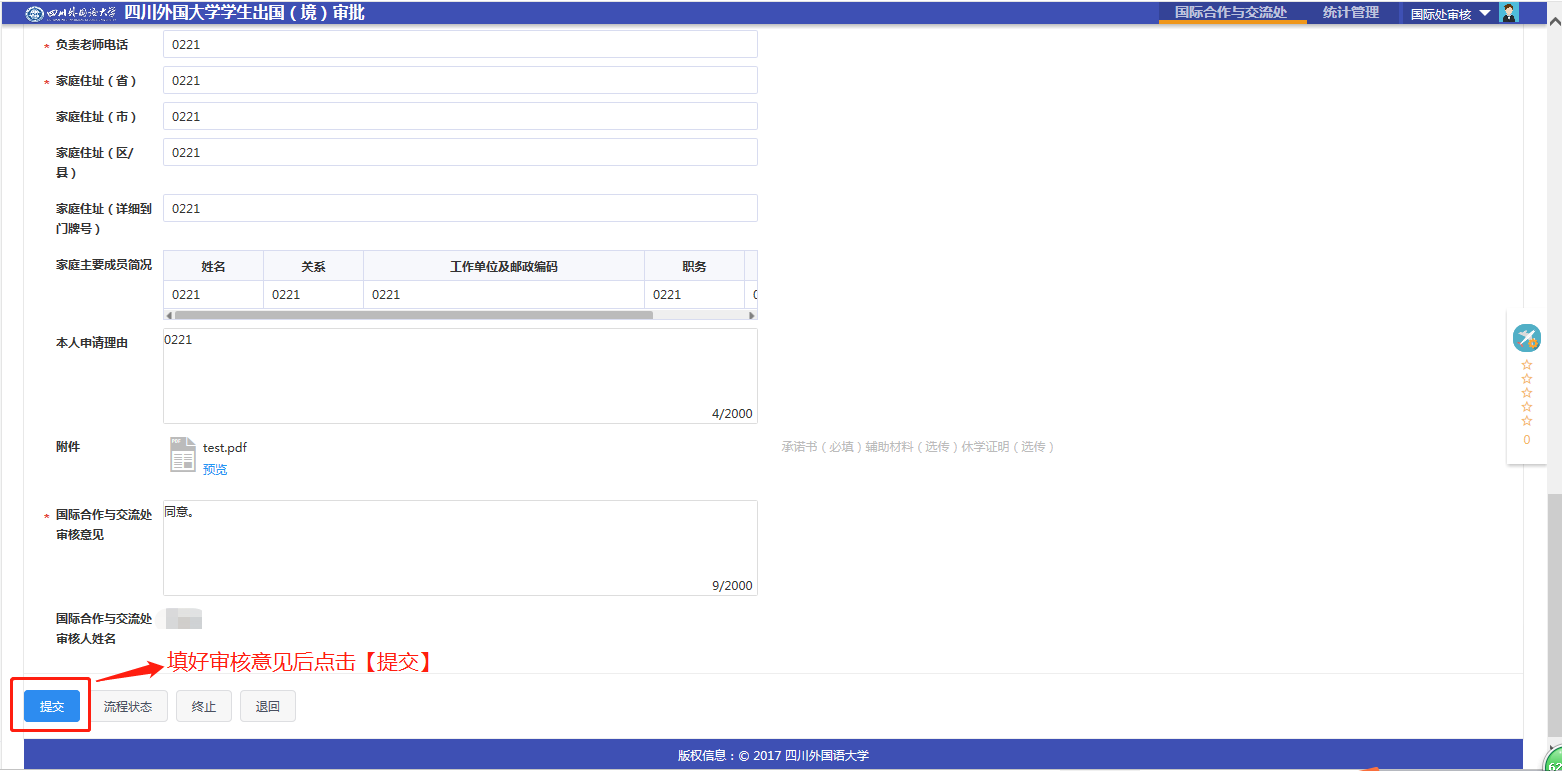 四川外国语大学 四川外国语大学学生出国（境）审批 国际合作与交流处 统计管理 国际处审核
* 负责老师电话 0221
* 家庭住址（省） 0221
家庭住址（市） 0221
家庭住址（区/ 0221
县）
家庭住址（详细到 0221
门牌号）
家庭主要成员简况 姓名 关系 工作单位及邮政编码 职务
0221 0221 0221 0221
本人申请理由 0221
4/2000
附件 test.pdf 承诺书（必填）辅助材料（选传）休学证明（选传）
预览
0
* 国际合作与交流处 同意。
审核意见
9/2000
国际合作与交流处
审核人姓名
填好审核意见后点击【提交】
提交 流程状态 终止 退回
版权信息：© 2017 四川外国语大学